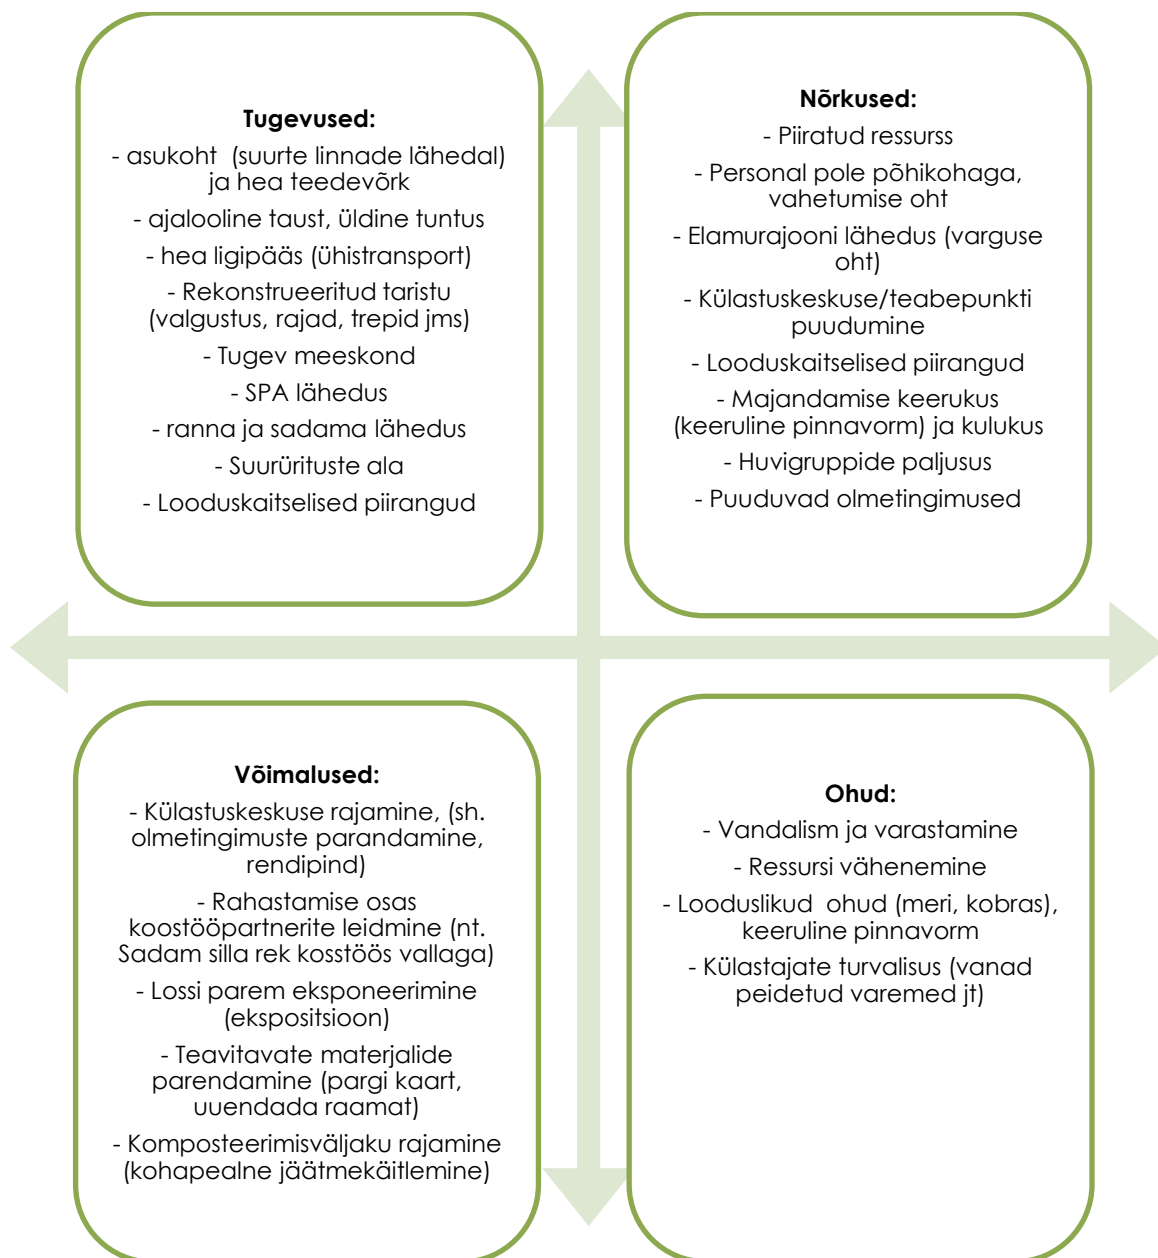 Tugevused:
- asukoht (suurte linnade lähedal)
ja hea teedevõrk
- ajalooline taust, üldine tuntus
- hea ligipääs (ühistransport)
- Rekonstrueeritud taristu
(valgustus, rajad, trepid jms)
- Tugev meeskond
- SPA lähedus
- ranna ja sadama lähedus
- Suurürituste ala
- Looduskaitselised piirangud
Nõrkused:
- Piiratud ressurss
- Personal pole põhikohaga,
vahetumise oht
- Elamurajooni lähedus (varguse
oht)
- Külastuskeskuse/teabepunkti
puudumine
- Looduskaitselised piirangud
- Majandamise keerukus
(keeruline pinnavorm) ja kulukus
- Huvigruppide paljusus
- Puuduvad olmetingimused
Võimalused:
- Külastuskeskuse rajamine, (sh.
olmetingimuste parandamine,
rendipind)
- Rahastamise osas
koostööpartnerite leidmine (nt.
Sadam silla rek kosstöös vallaga)
- Lossi parem eksponeerimine
(ekspositsioon)
- Teavitavate materjalide
parendamine (pargi kaart,
uuendada raamat)
- Komposteerimisväljaku rajamine
(kohapealne jäätmekäitlemine)
Ohud:
- Vandalism ja varastamine
- Ressursi vähenemine
- Looduslikud ohud (meri, kobras),
keeruline pinnavorm
- Külastajate turvalisus (vanad
peidetud varemed jt)